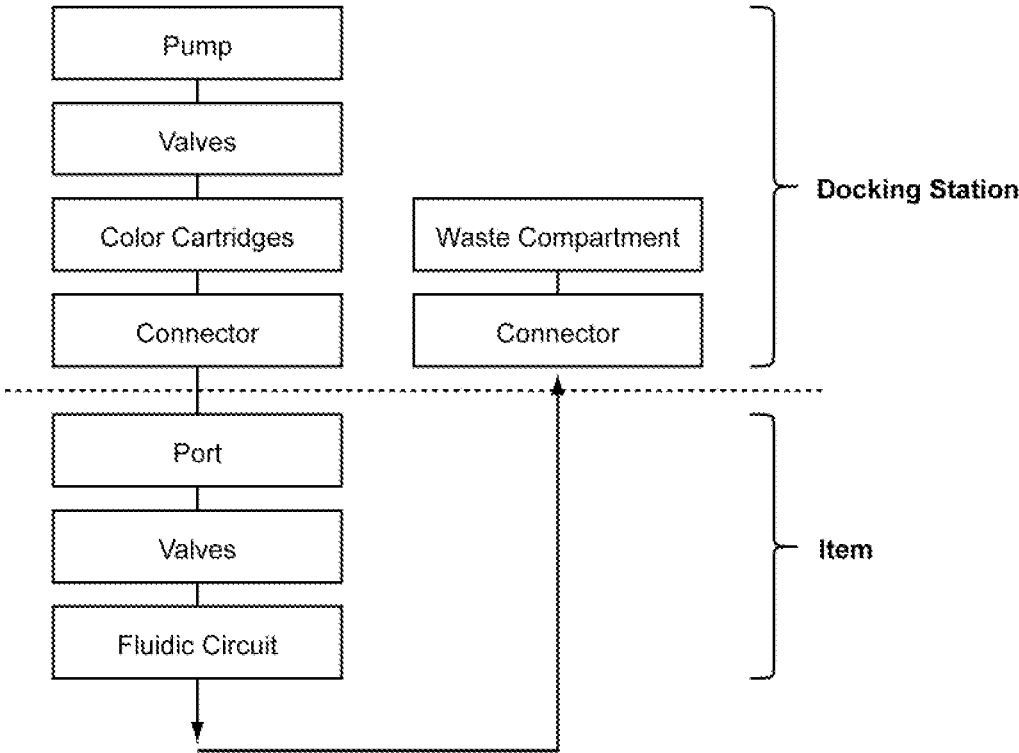 Pump
Valves
Color Cartridges
Connector
Waste Compartment
Connector
Docking Station
Port
Valves
Fluidic Circuit
Item